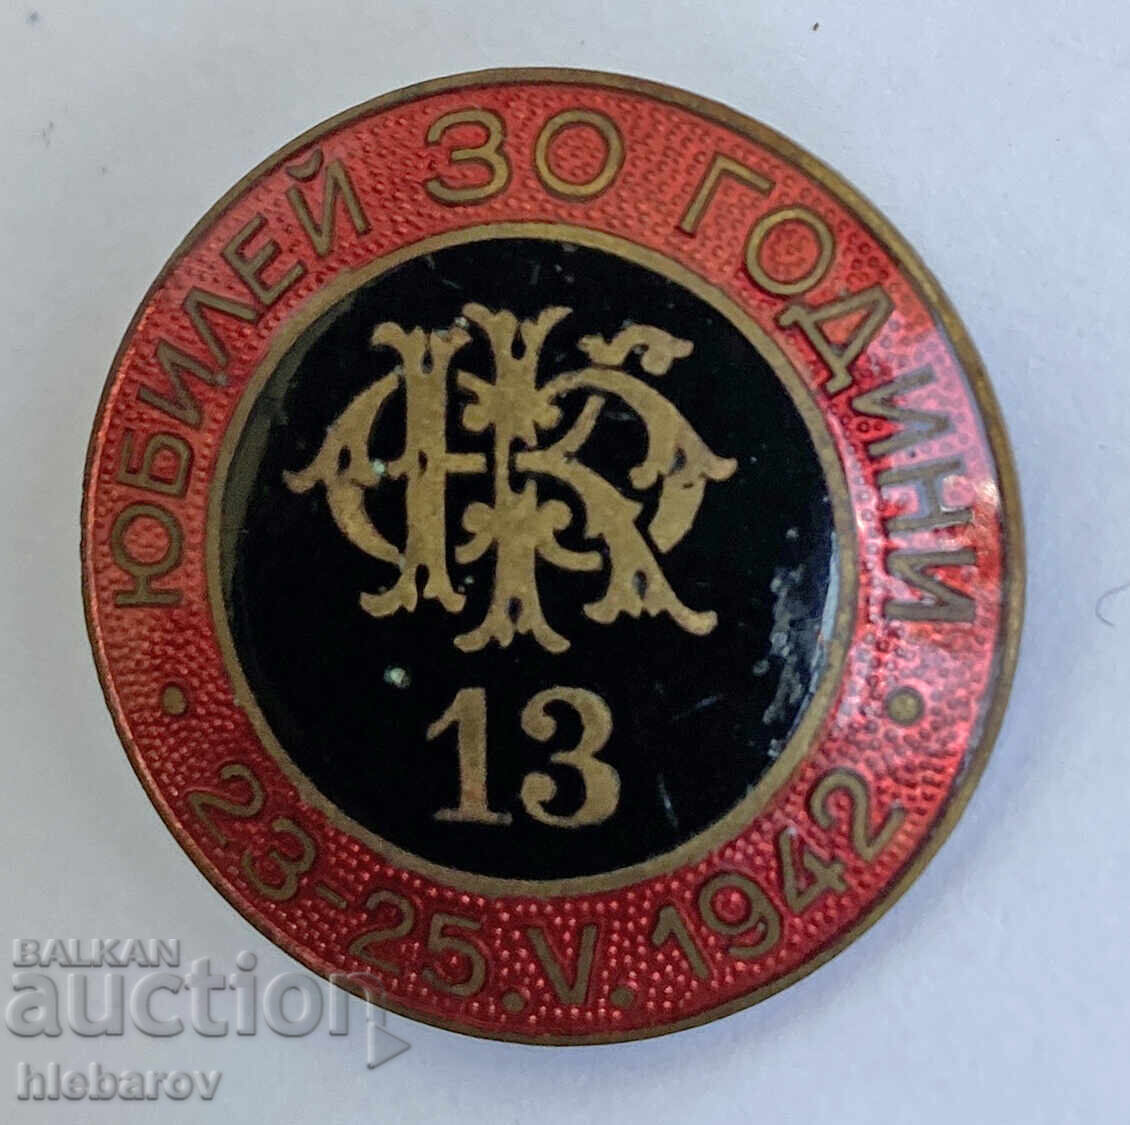 ЮБИЛЕЙ 30 ГОДИНИ
13
• 23-25.V.1942 •
BALKAN
auction
hlebarov